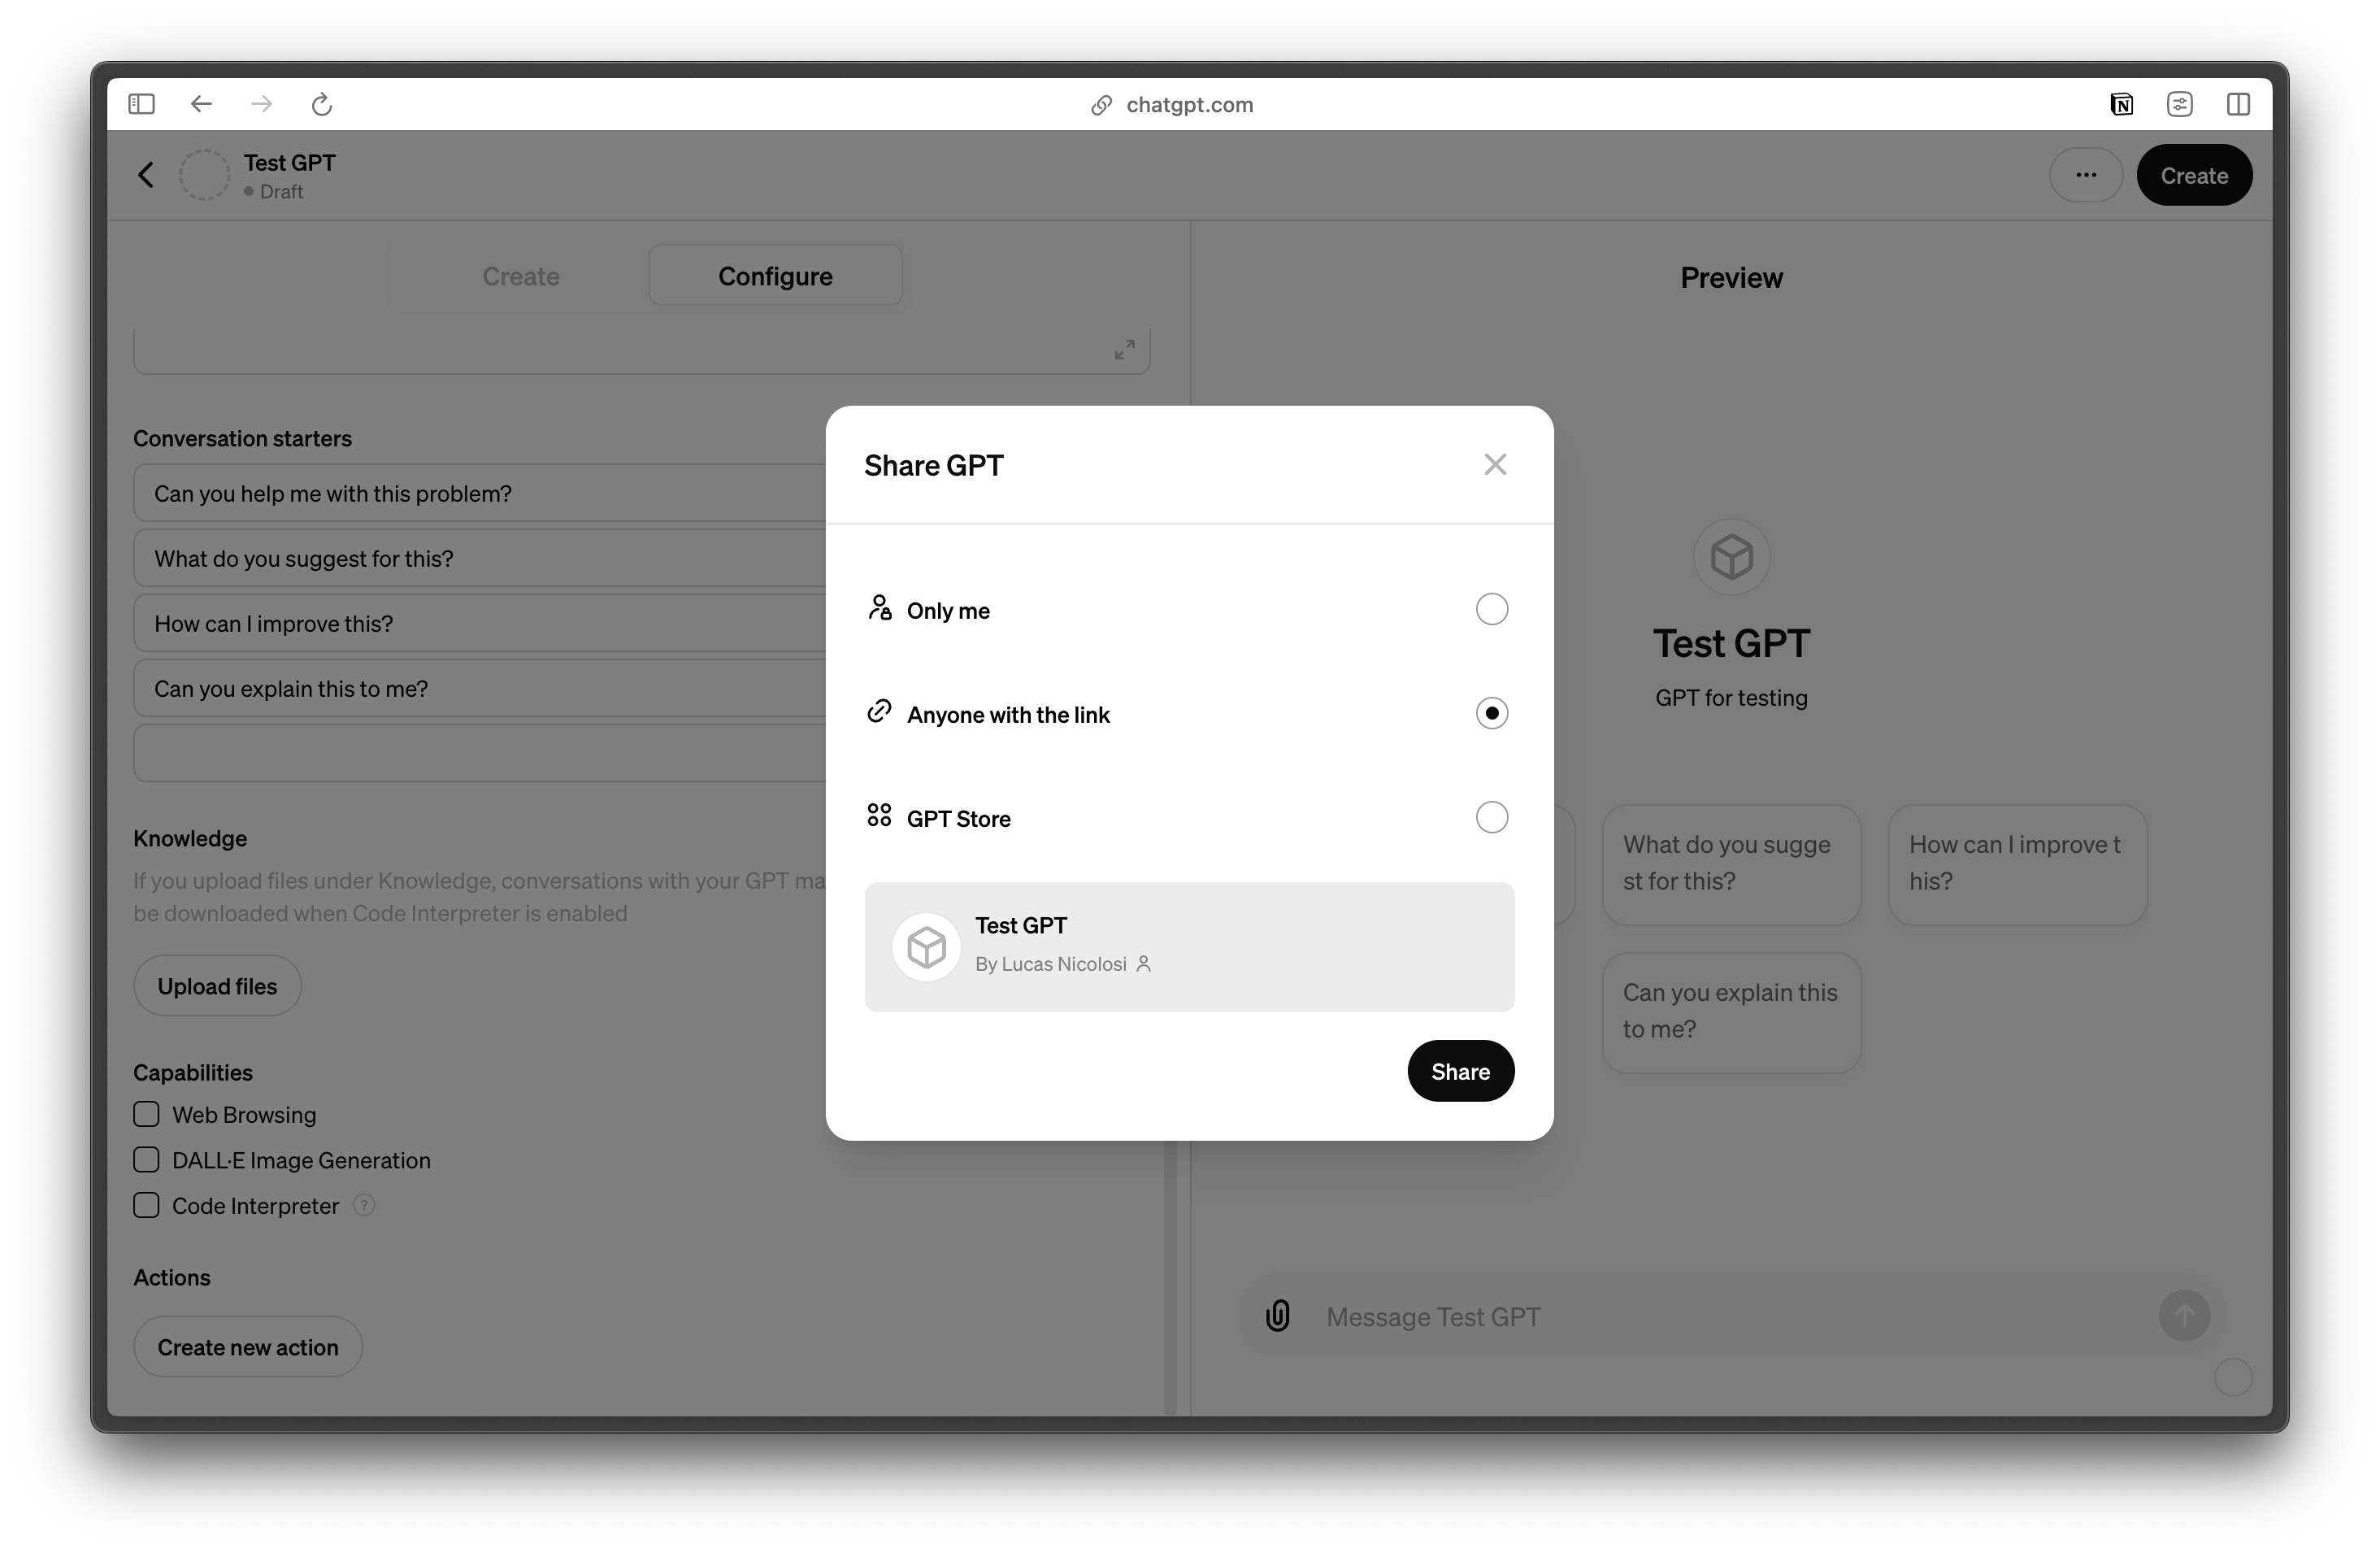 chatgpt.com
Test GPT
Draft
Create
Create
Configure
Preview
Conversation starters
Can you help me with this problem?
What do you suggest for this?
How can I improve this?
Can you explain this to me?
Knowledge
If you upload files under Knowledge, conversations with your GPT ma
be downloaded when Code Interpreter is enabled
Upload files
Capabilities
Web Browsing
DALL·E Image Generation
Code Interpreter ?
Actions
Create new action
Share GPT
Only me
Anyone with the link
GPT Store
Test GPT
By Lucas Nicolosi
Share
Test GPT
GPT for testing
What do you sugge
st for this?
How can I improve t
his?
Can you explain this
to me?
Message Test GPT